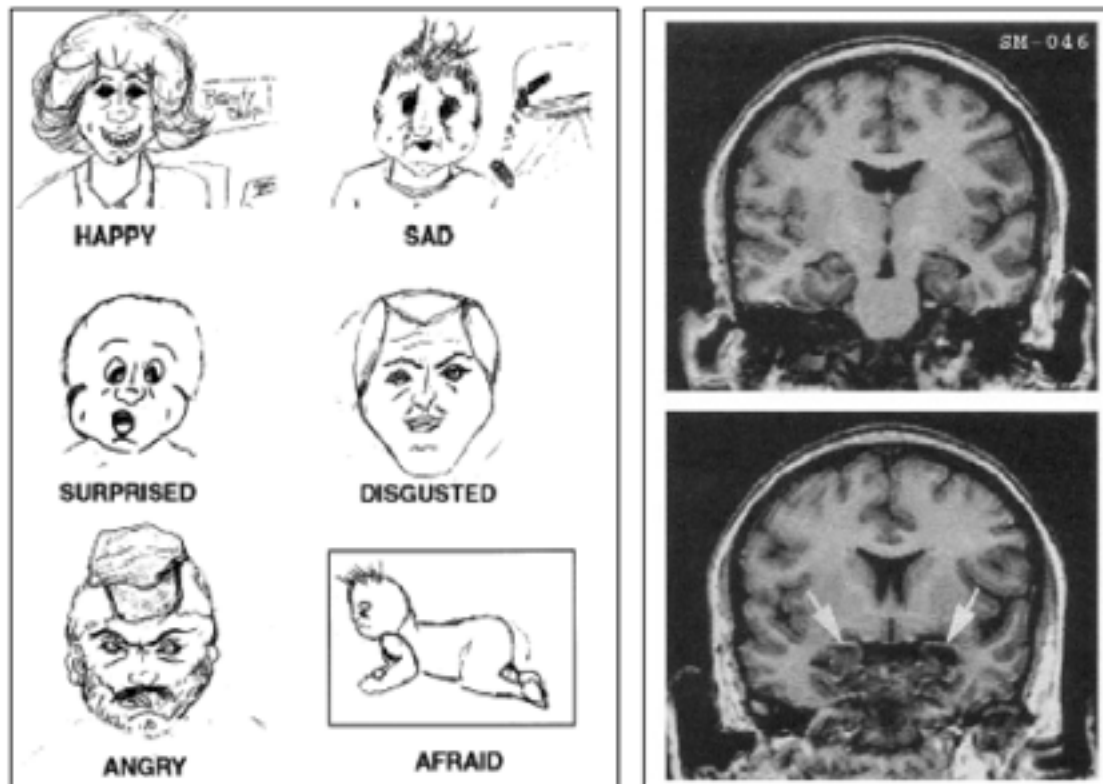 HAPPY
SAD
SURPRISED
DISGUSTED
ANGRY
AFRAID
SM-046